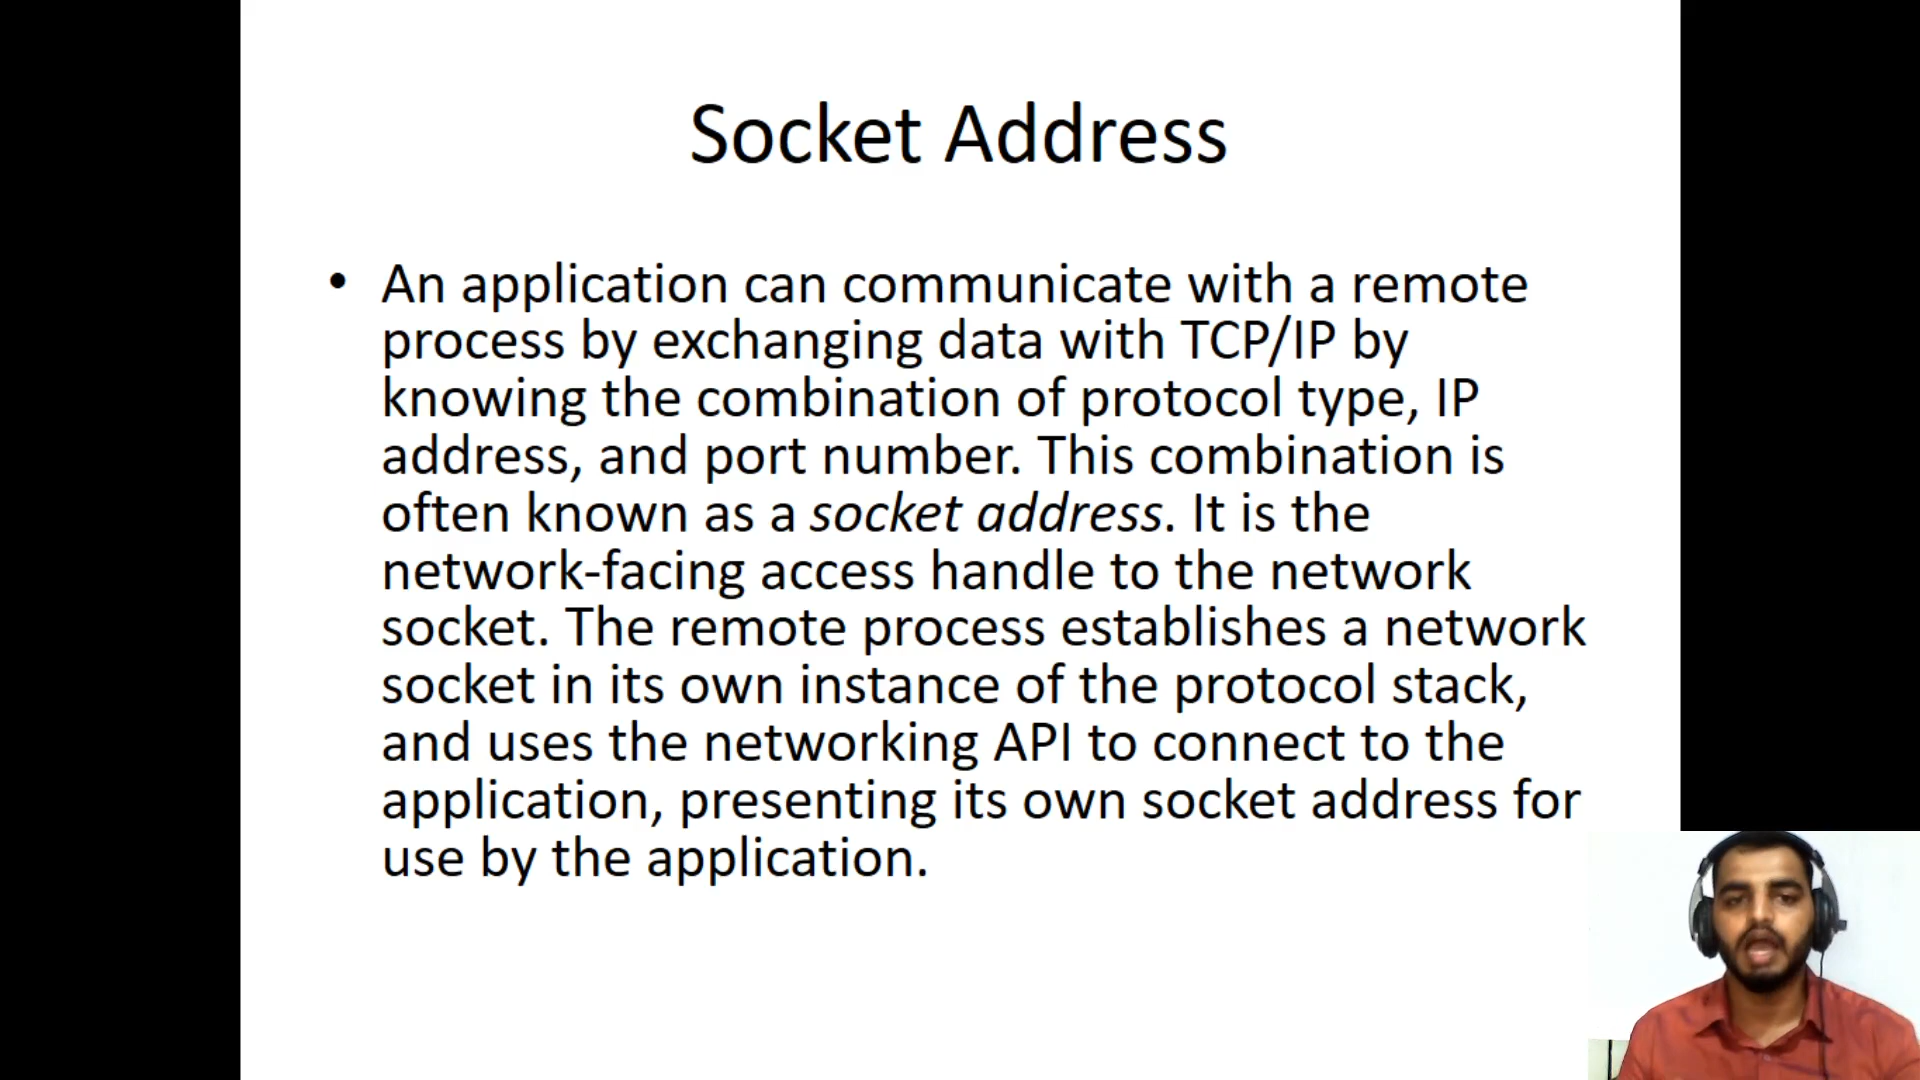 Socket Address
• An application can communicate with a remote
process by exchanging data with TCP/IP by
knowing the combination of protocol type, IP
address, and port number. This combination is
often known as a socket address. It is the
network-facing access handle to the network
socket. The remote process establishes a network
socket in its own instance of the protocol stack,
and uses the networking API to connect to the
application, presenting its own socket address for
use by the application.